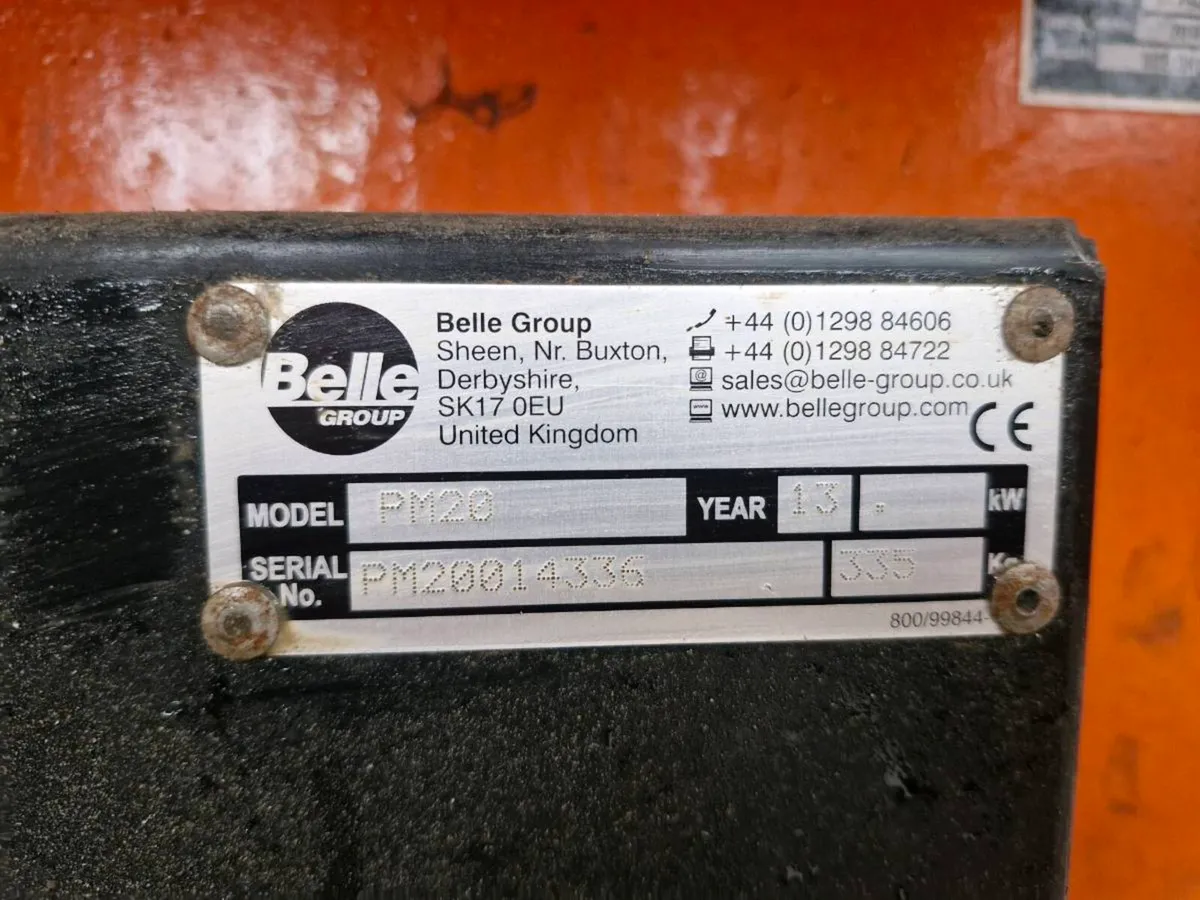 Belle
GROUP
Belle Group
Sheen, Nr. Buxton,
Derbyshire,
SK17 0EU
United Kingdom
+44 (0)1298 84606
+44 (0)1298 84722
sales@belle-group.co.uk
www.bellegroup.com
CE
MODEL PM20 YEAR 13 . kW
SERIAL No. PM20014336 . 335
800/99844-